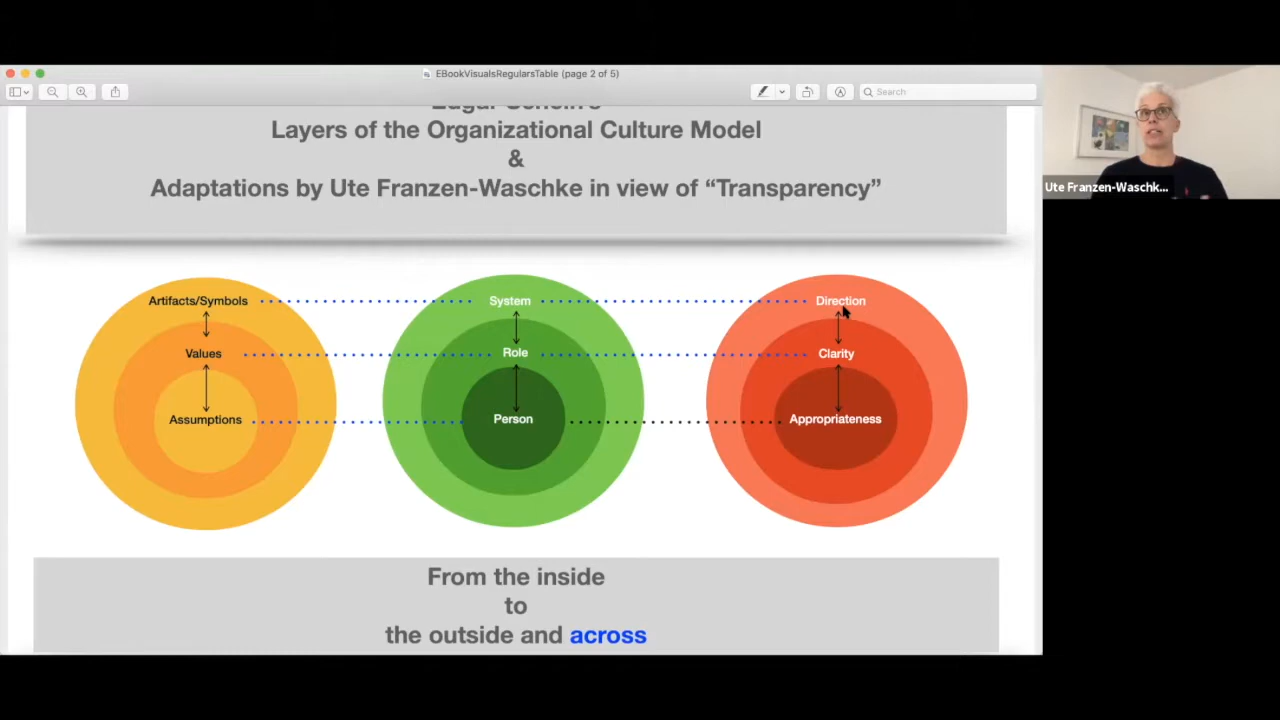 EBookVisualsRegularsTable (page 2 of 5)
Search
Layers of the Organizational Culture Model
&
Adaptations by Ute Franzen-Waschke in view of “Transparency”
Artifacts/Symbols System Direction
Values Role Clarity
Assumptions Person Appropriateness
From the inside
to
the outside and across
Ute Franzen-Waschk...